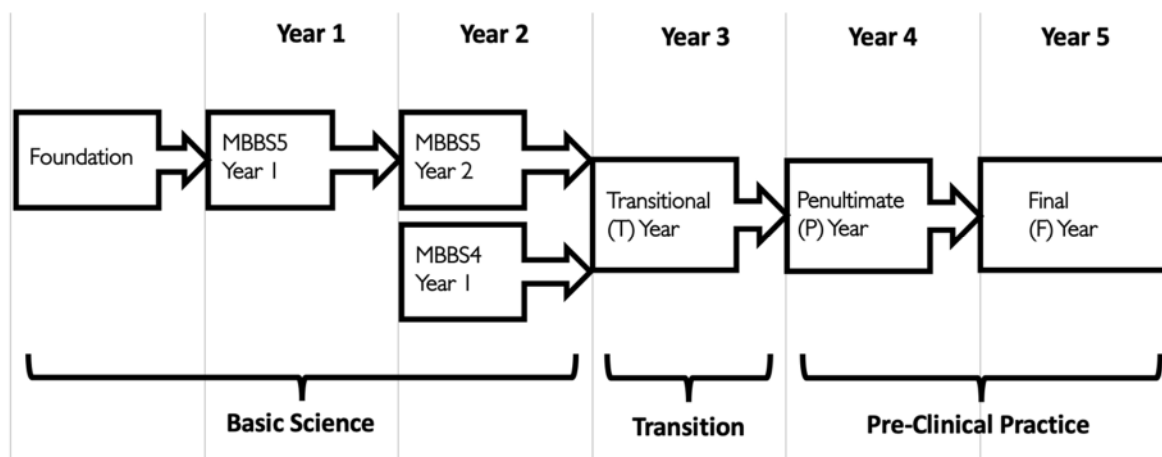 Year 1
Year 2
Year 3
Year 4
Year 5
Foundation
MBBS5
Year 1
MBBS5
Year 2
MBBS4
Year 1
Transitional
(T) Year
Penultimate
(P) Year
Final
(F) Year
Basic Science
Transition
Pre-Clinical Practice